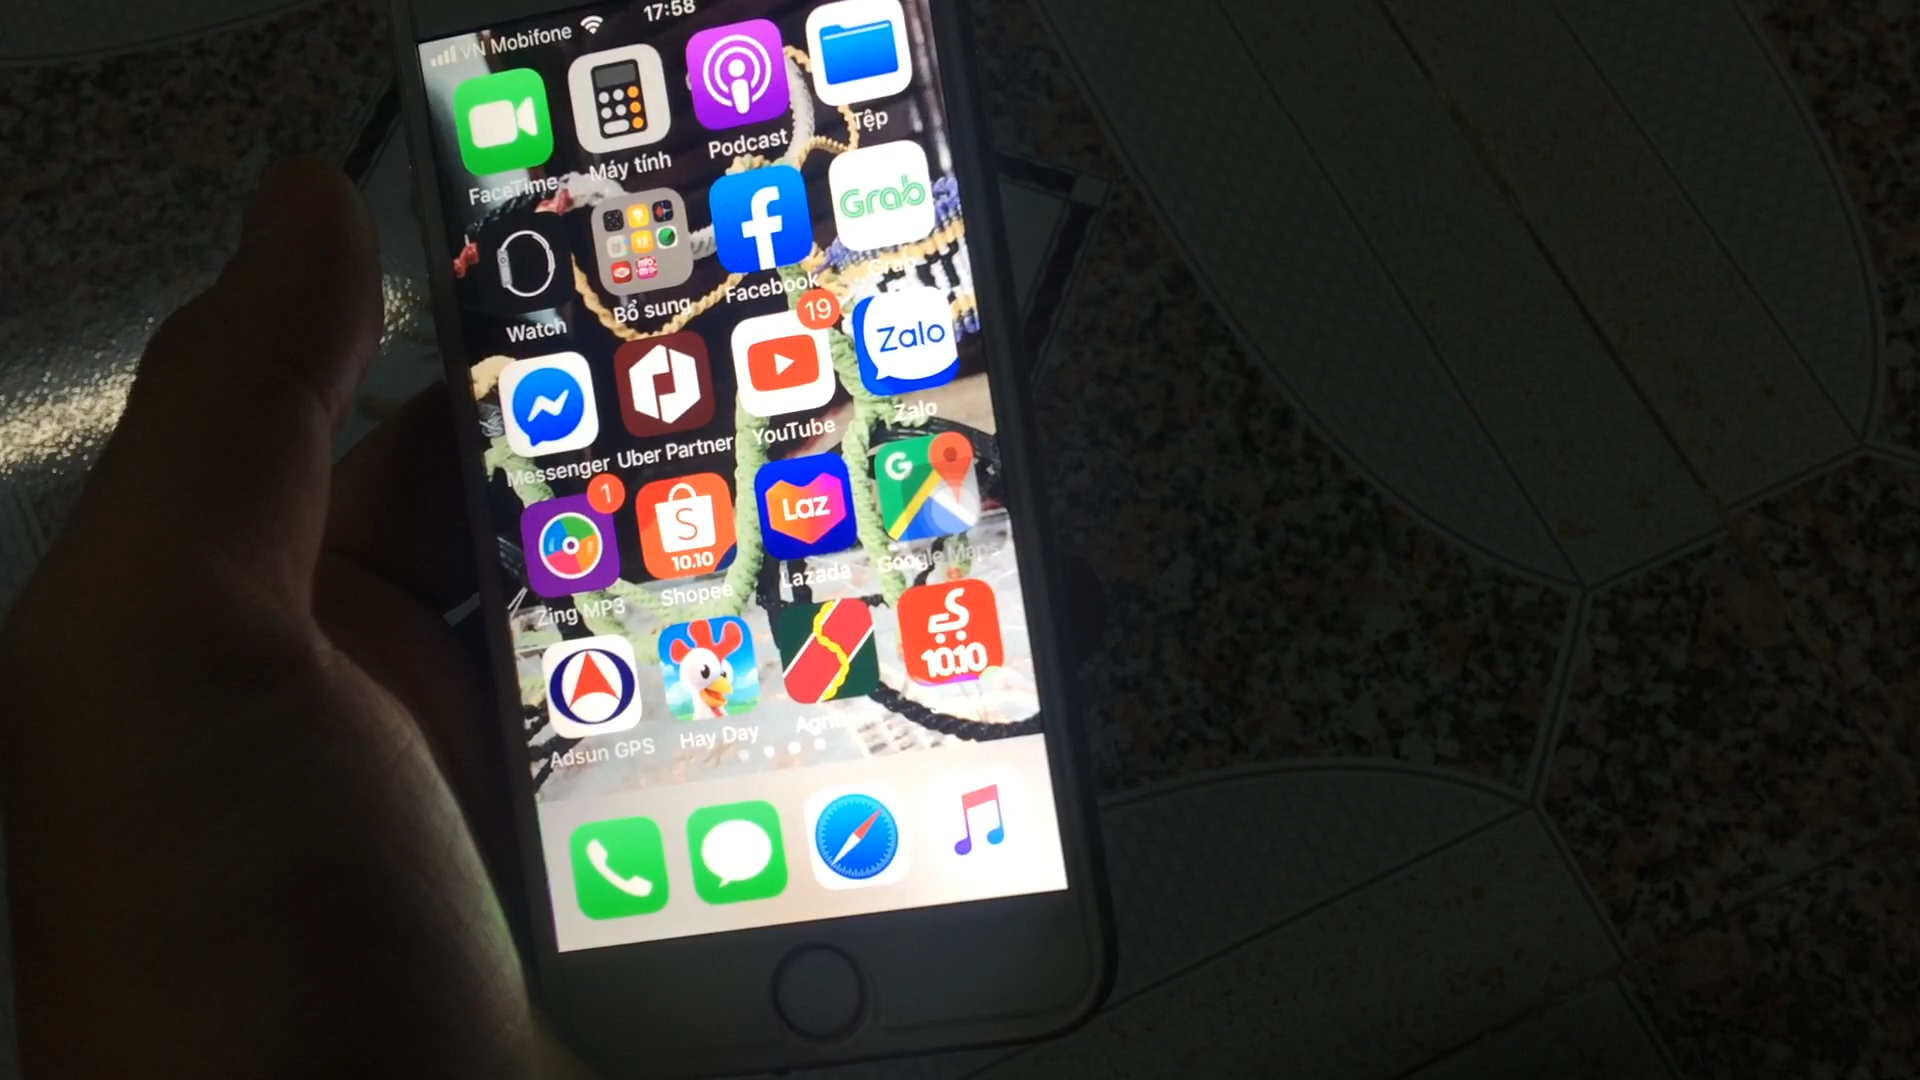 VN Mobifone 17:58
FaceTime Máy tính Podcast Tệp
Grab
Watch Bổ sung Facebook Grab
19
Zalo
Messenger Uber Partner YouTube Zalo
1
S
10.10
Laz
G
Zing MP3 Shopee Lazada Google Maps
S
10.10
Adsun GPS Hay Day